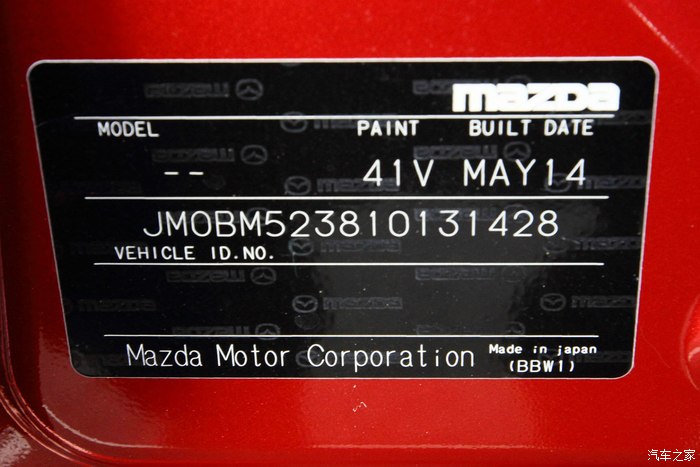 mazda
MODEL PAINT BUILT DATE
-- 41V MAY14
JM0BM523810131428
VEHICLE ID.NO.
Mazda Motor Corporation Made in japan
(BBW1)
汽车之家